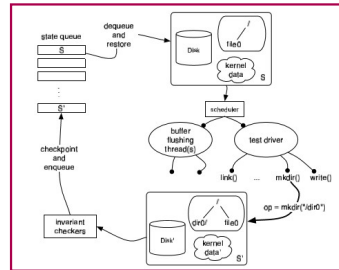 state queue
S
⋮
S'
dequeue
and
restore
Disk
/
file0
kernel
data
S
scheduler
buffer
flushing
thread(s)
test driver
link()
...
mkdir()
write()
op = mkdir("/dir0")
checkpoint
and
enqueue
invariant
checkers
Disk'
/
dir0/
file0
kernel
data'
S'